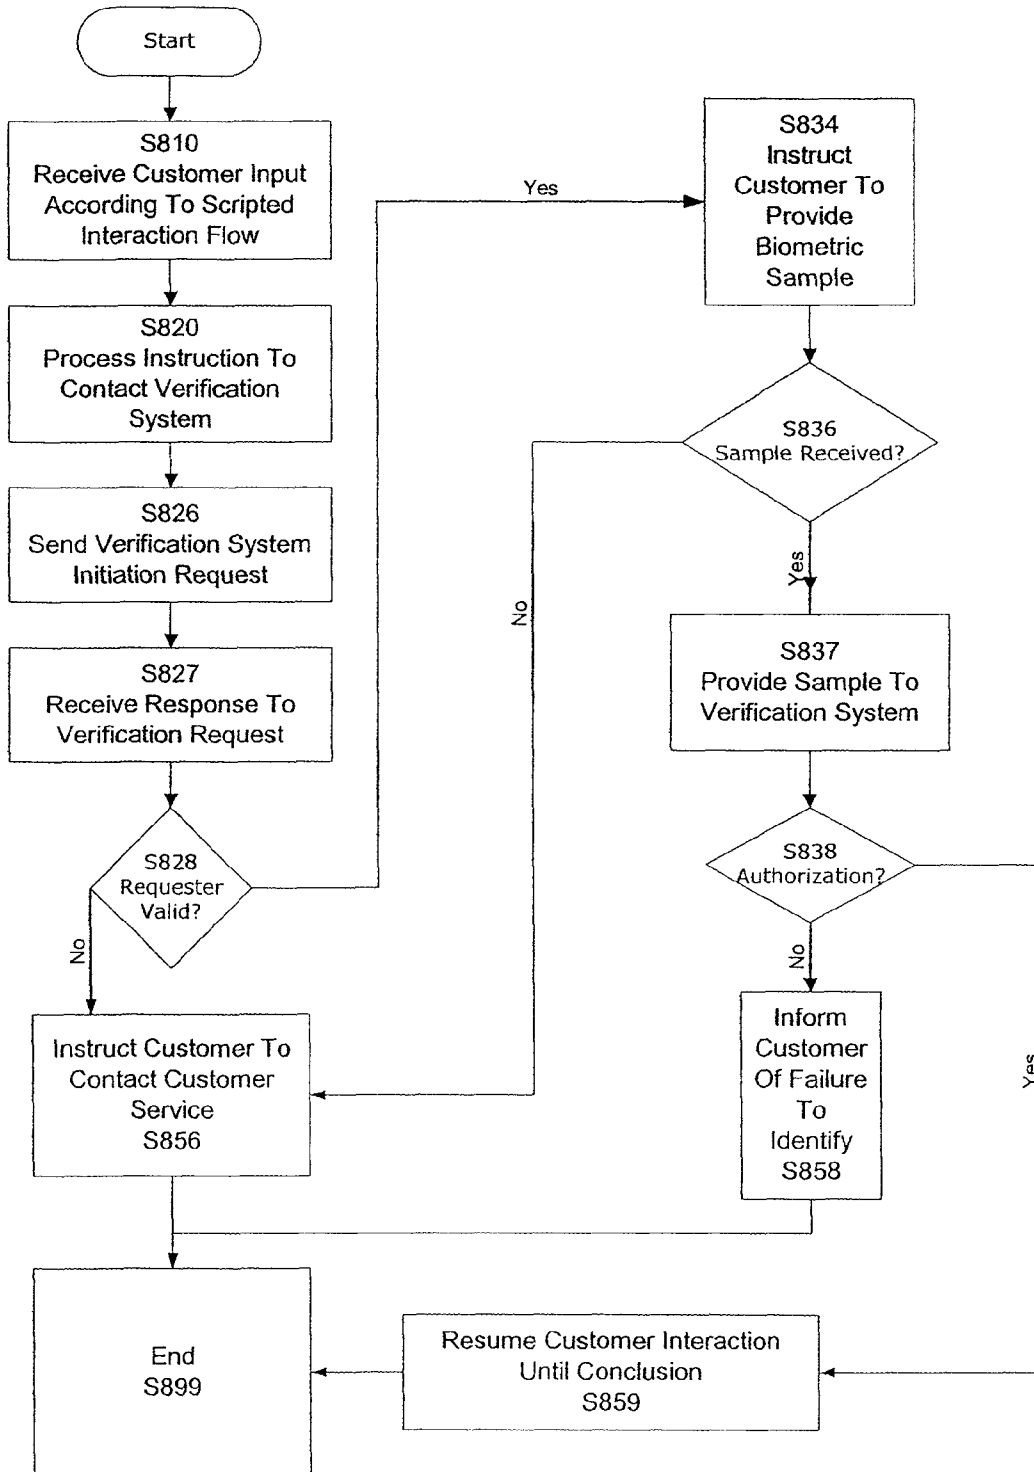 Start
S810
Receive Customer Input
According To Scripted
Interaction Flow
S820
Process Instruction To
Contact Verification
System
S826
Send Verification System
Initiation Request
S827
Receive Response To
Verification Request
S828
Requester
Valid?
No
Yes
Instruct Customer To
Contact Customer
Service
S856
End
S899
S834
Instruct
Customer To
Provide
Biometric
Sample
S836
Sample Received?
No
Yes
S837
Provide Sample To
Verification System
S838
Authorization?
No
Yes
Inform
Customer
Of Failure
To
Identify
S858
Resume Customer Interaction
Until Conclusion
S859